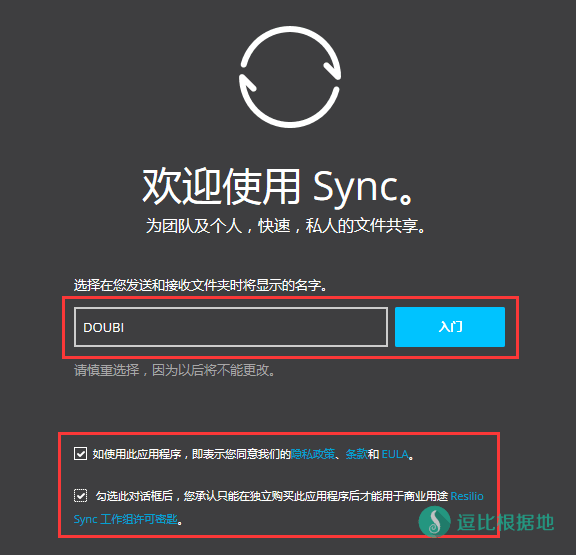 欢迎使用 Sync。
为团队及个人，快速，私人的文件共享。
选择在您发送和接收文件夹时将显示的名字。
DOUBI 入门
请慎重选择，因为以后将不能更改。
如使用此应用程序，即表示您同意我们的隐私政策、条款和 EULA。
勾选此对话框后，您承认只能在独立购买此应用程序后才能用于商业用途 Resilio
Sync 工作组许可密匙。
逗比根据地